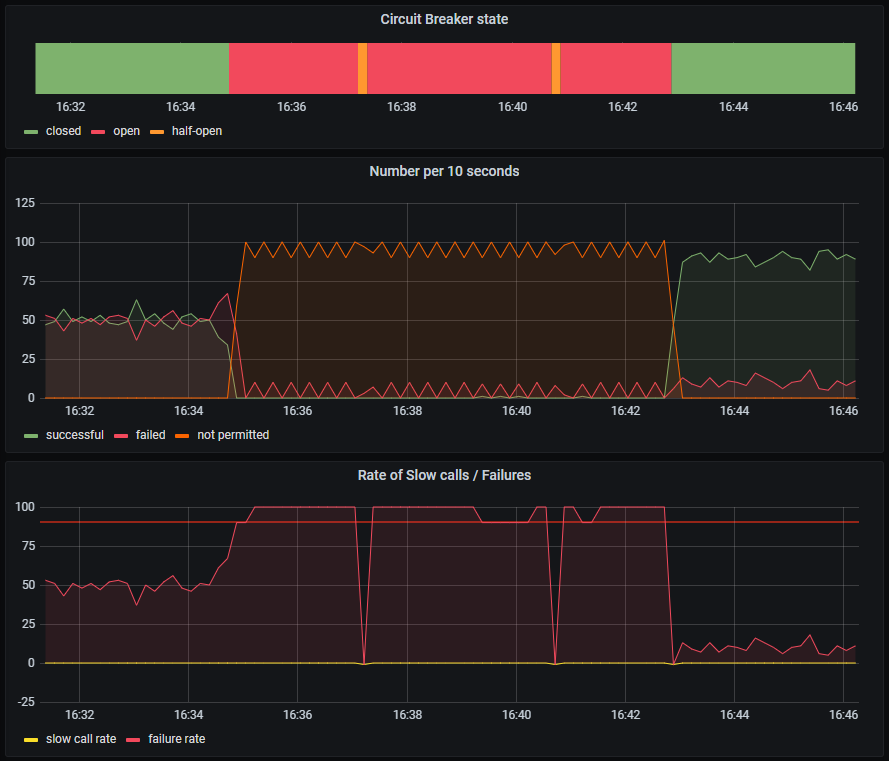 Circuit Breaker state
16:32 16:34 16:36 16:38 16:40 16:42 16:44 16:46
closed open half-open
Number per 10 seconds
125
100
75
50
25
0
16:32 16:34 16:36 16:38 16:40 16:42 16:44 16:46
successful failed not permitted
Rate of Slow calls / Failures
100
75
50
25
0
-25
16:32 16:34 16:36 16:38 16:40 16:42 16:44 16:46
slow call rate failure rate